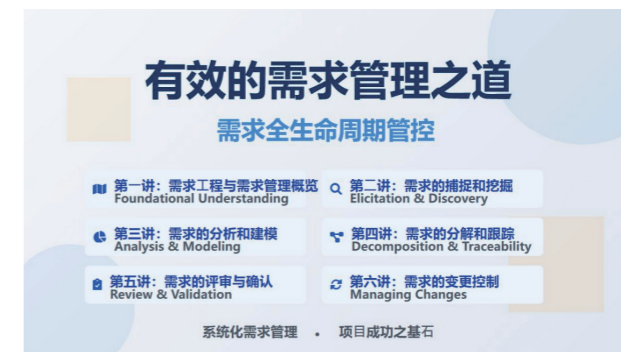 有效的需求管理之道
需求全生命周期管控
第一讲：需求工程与需求管理概览
Foundational Understanding
第二讲：需求的捕捉和挖掘
Elicitation & Discovery
第三讲：需求的分析和建模
Analysis & Modeling
第四讲：需求的分解和跟踪
Decomposition & Traceability
第五讲：需求的评审与确认
Review & Validation
第六讲：需求的变更控制
Managing Changes
系统化需求管理 • 项目成功之基石